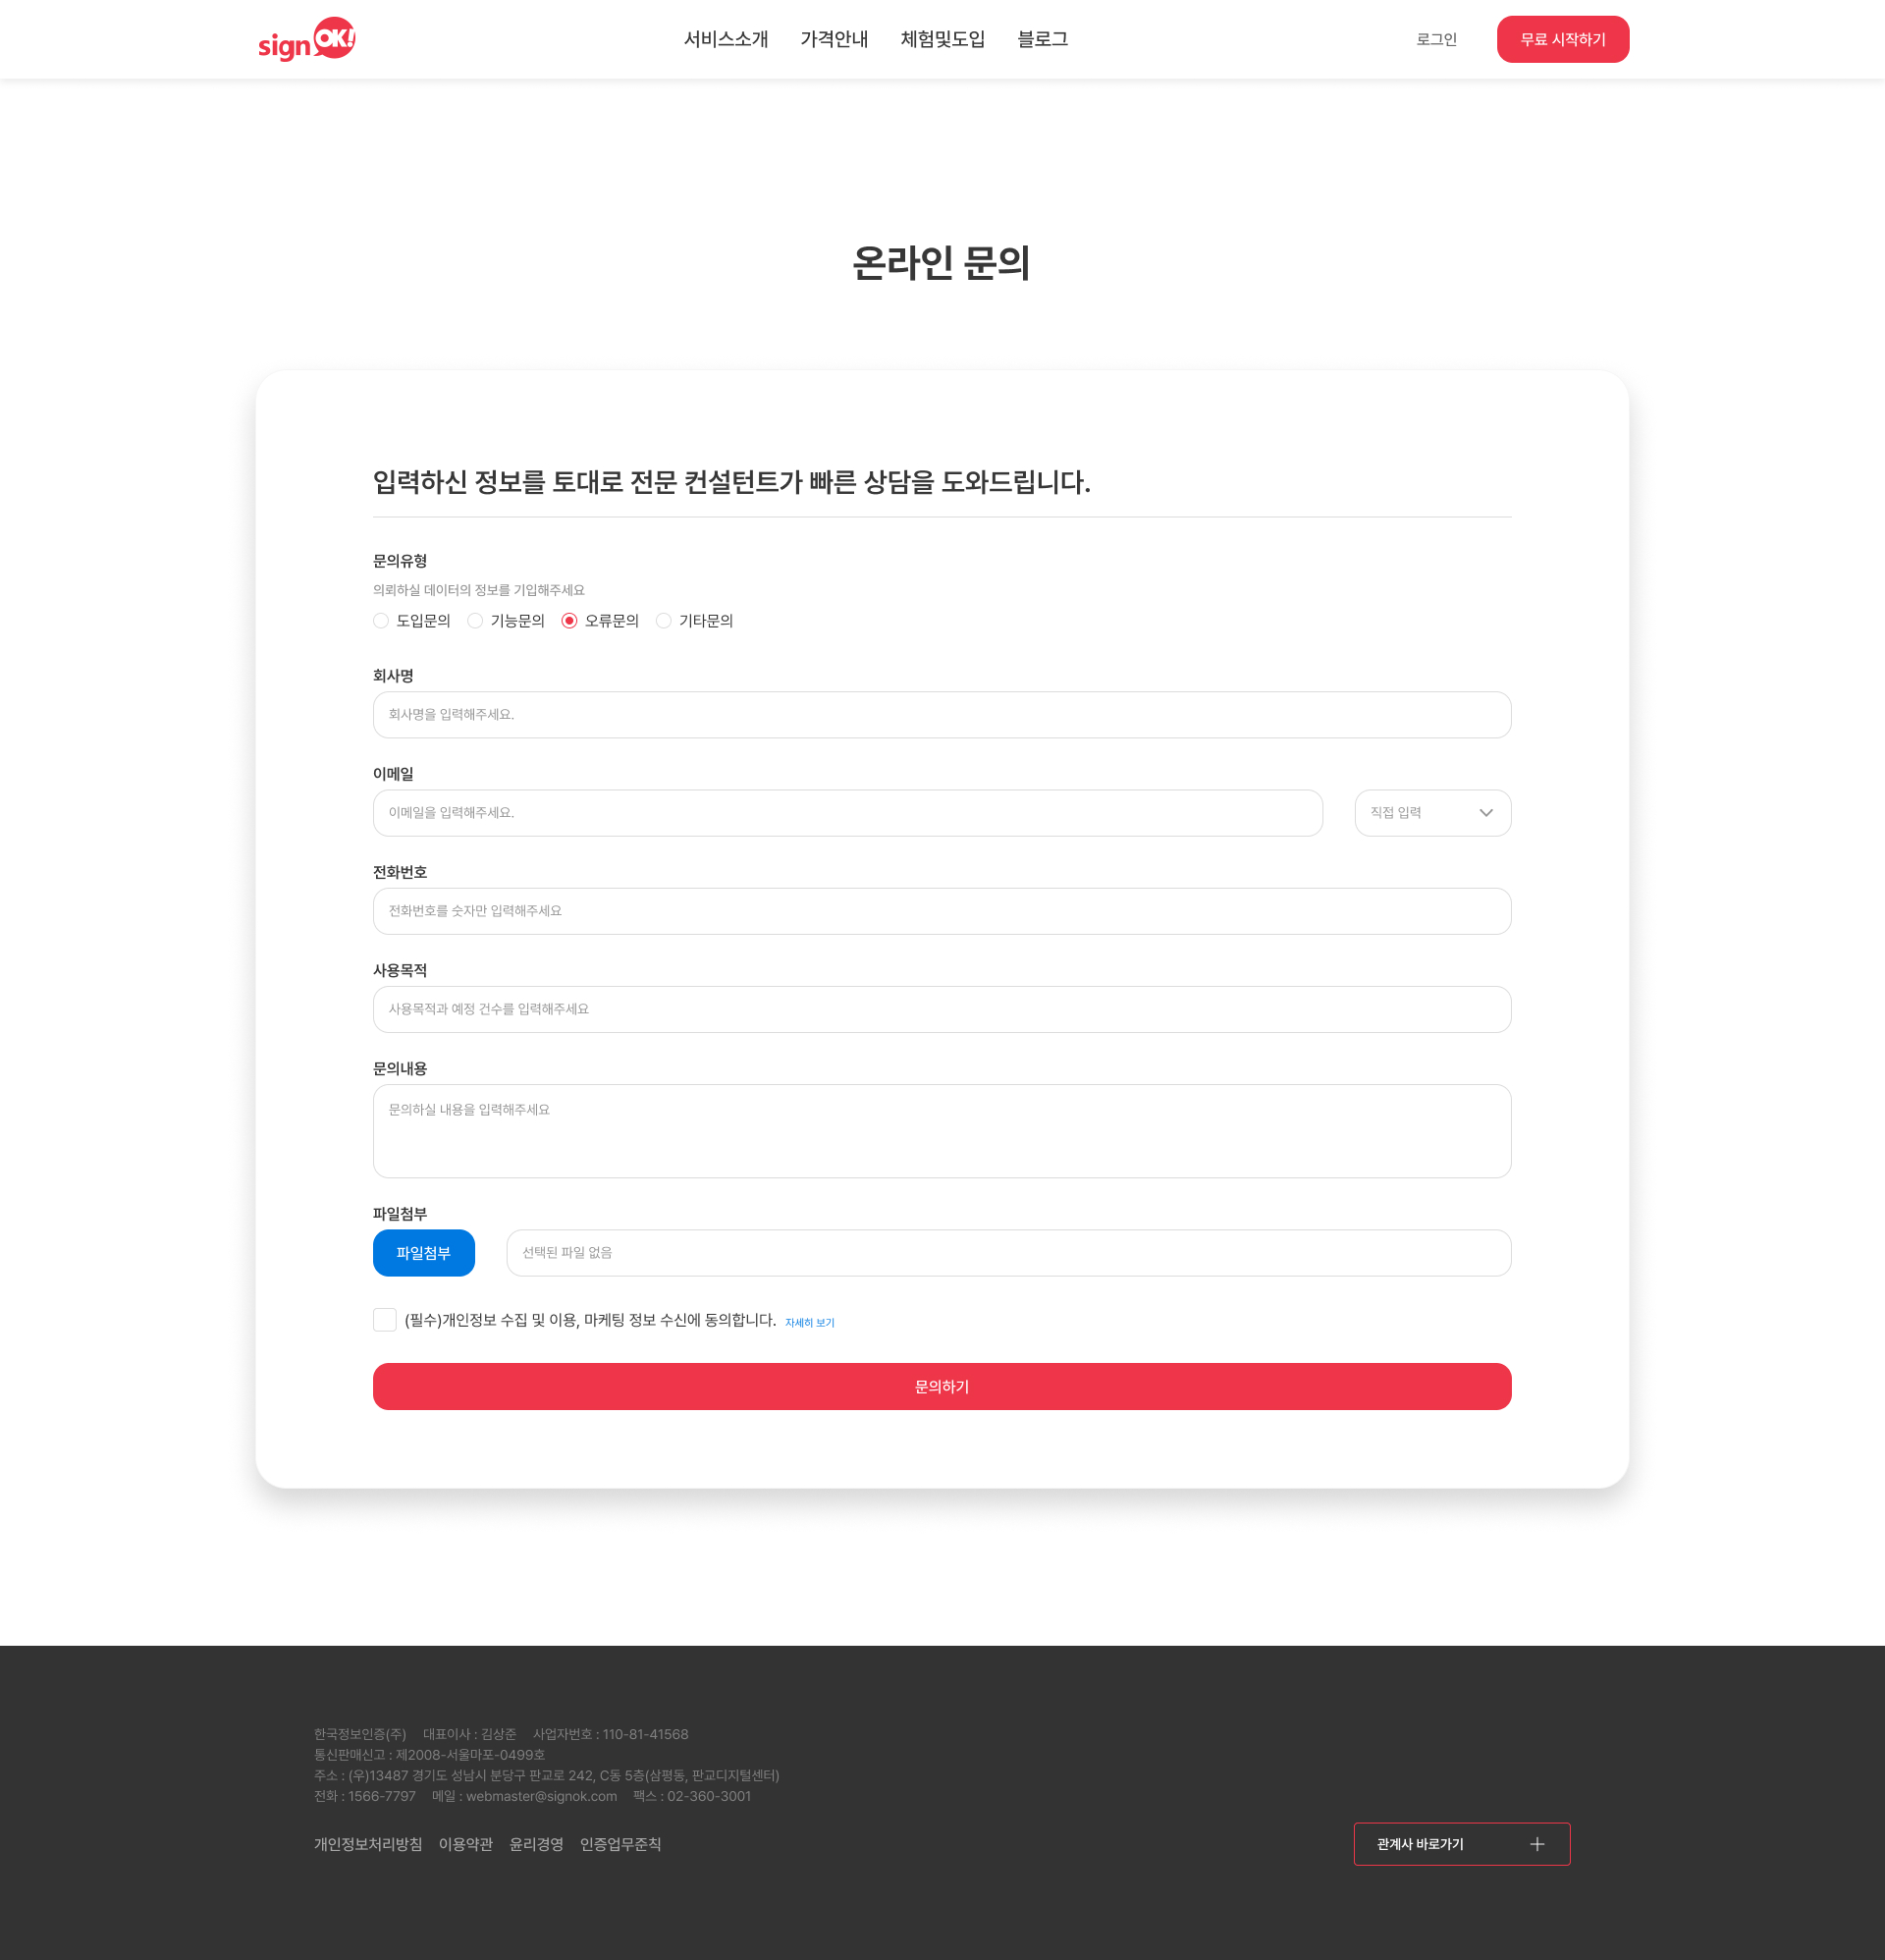 sign OK!
서비스소개 가격안내 체험및도입 블로그 로그인 무료 시작하기
온라인 문의
입력하신 정보를 토대로 전문 컨설턴트가 빠른 상담을 도와드립니다.
문의유형
의뢰하실 데이터의 정보를 기입해주세요
도입문의 기능문의 오류문의 기타문의
회사명
회사명을 입력해주세요.
이메일
이메일을 입력해주세요. 직접 입력
전화번호
전화번호를 숫자만 입력해주세요
사용목적
사용목적과 예정 건수를 입력해주세요
문의내용
문의하실 내용을 입력해주세요
파일첨부
파일첨부 선택된 파일 없음
(필수)개인정보 수집 및 이용, 마케팅 정보 수신에 동의합니다. 자세히 보기
문의하기
한국정보인증(주) 대표이사 : 김상준 사업자번호 : 110-81-41568
통신판매신고 : 제2008-서울마포-0499호
주소 : (우)13487 경기도 성남시 분당구 판교로 242, C동 5층(삼평동, 판교디지털센터)
전화 : 1566-7797 메일 : webmaster@signok.com 팩스 : 02-360-3001
개인정보처리방침 이용약관 윤리경영 인증업무준칙 관계사 바로가기